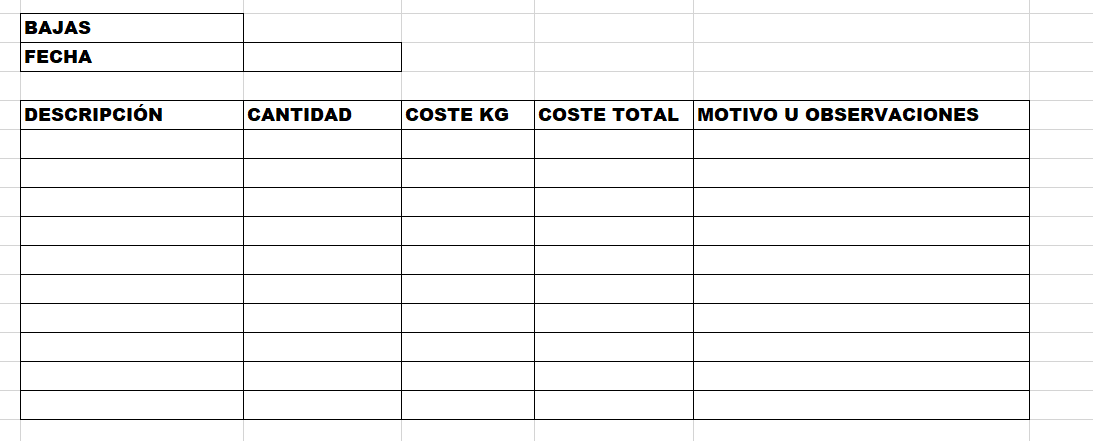 BAJAS
FECHA
DESCRIPCIÓN CANTIDAD COSTE KG COSTE TOTAL MOTIVO U OBSERVACIONES